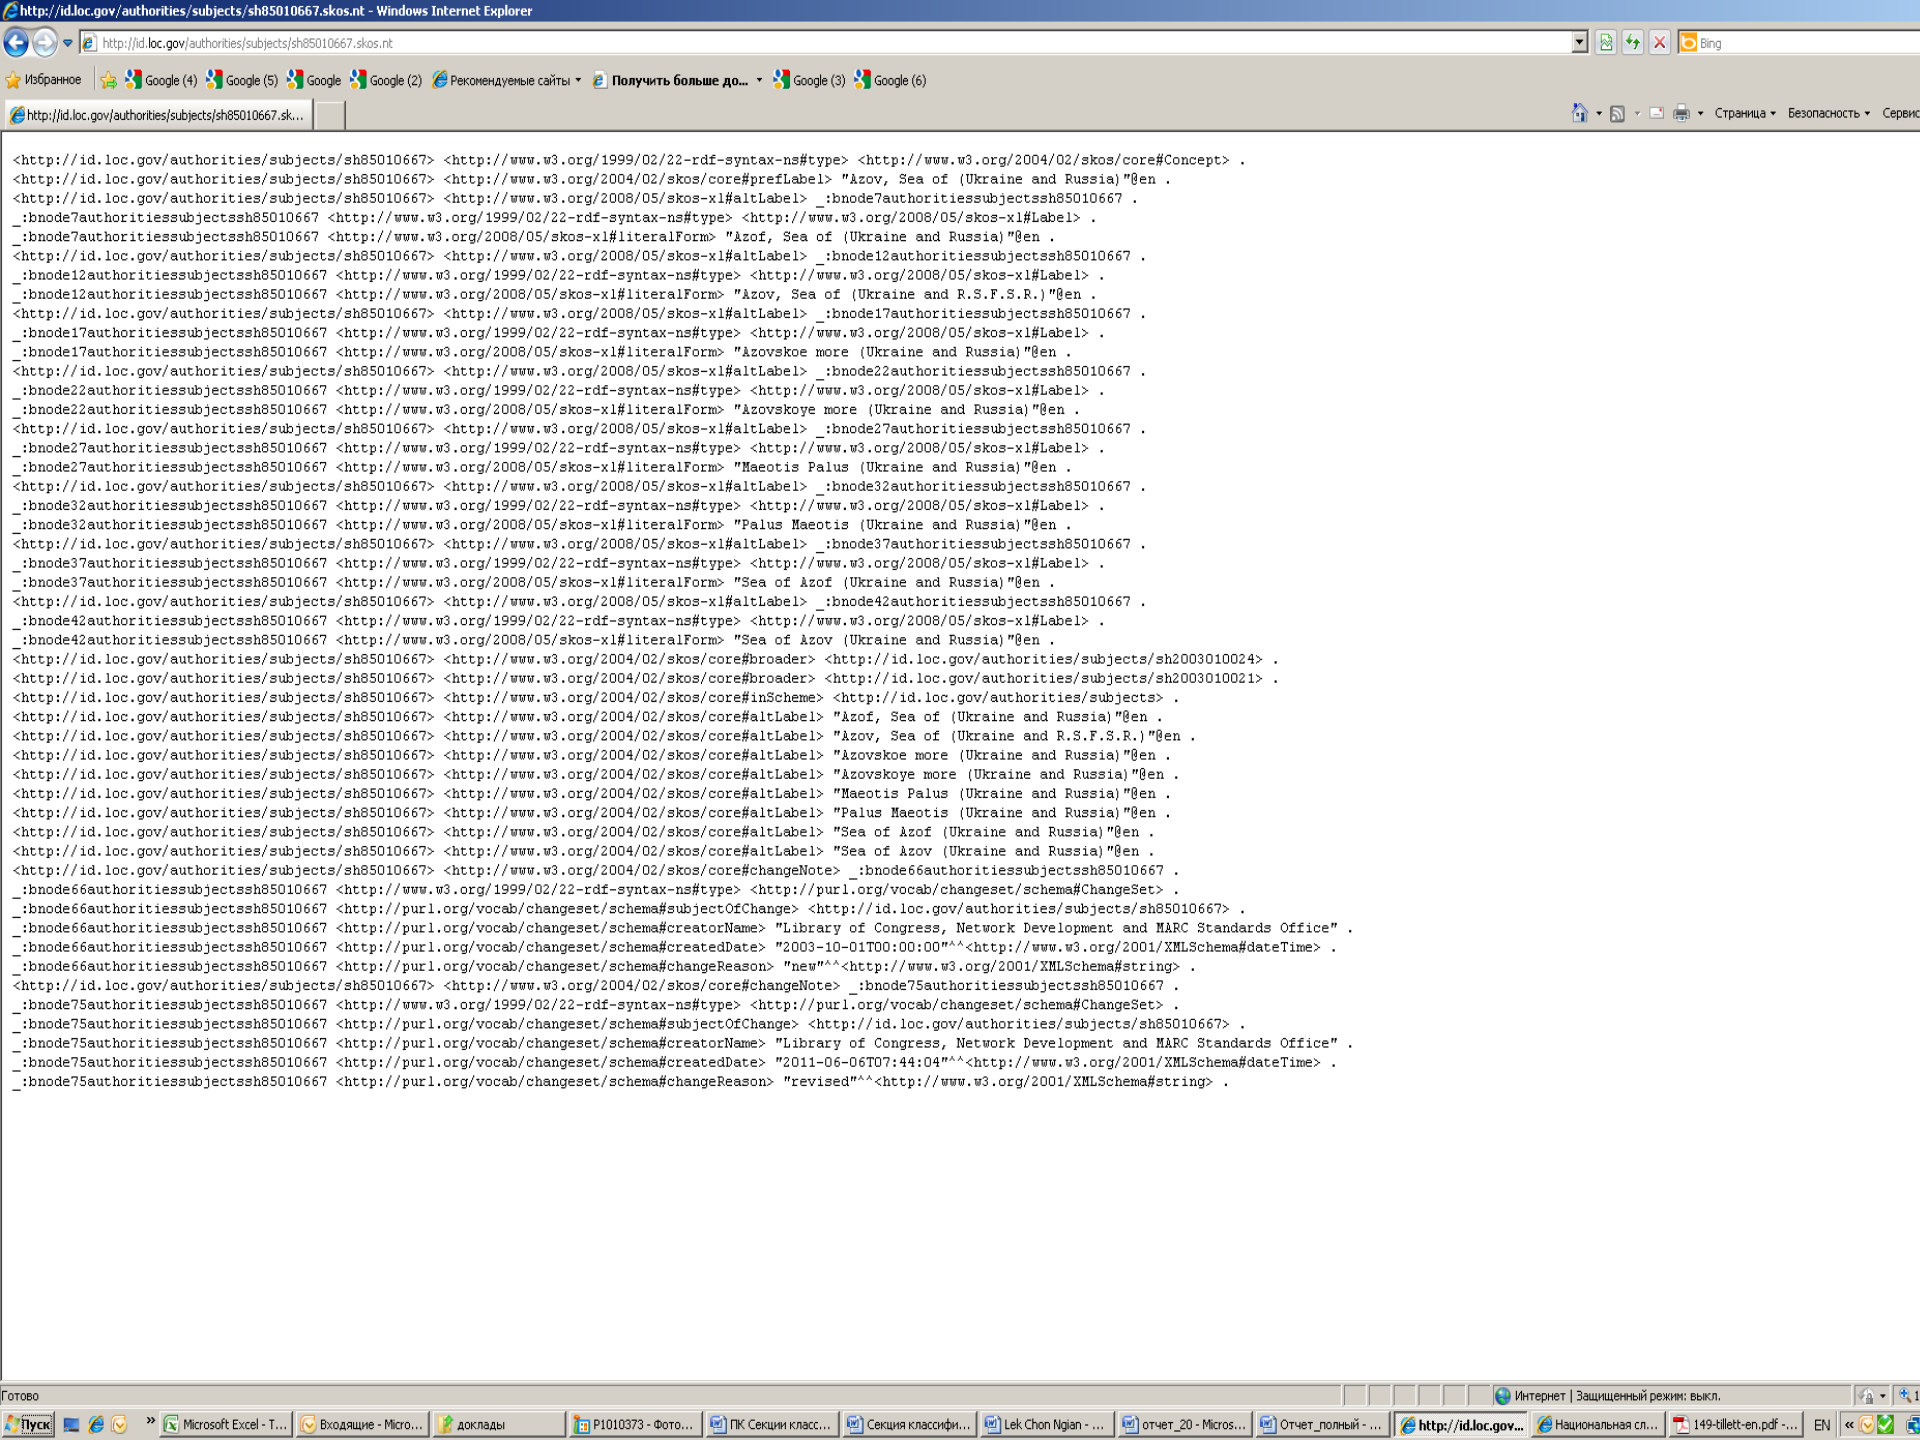 http://id.loc.gov/authorities/subjects/sh85010667.skos.nt - Windows Internet Explorer
http://id.loc.gov/authorities/subjects/sh85010667.skos.nt
Bing
Избранное Google (4) Google (5) Google Google (2) Рекомендуемые сайты Получить больше до... Google (3) Google (6)
http://id.loc.gov/authorities/subjects/sh85010667.sk... Страница Безопасность Сервис
<http://id.loc.gov/authorities/subjects/sh85010667> <http://www.w3.org/1999/02/22-rdf-syntax-ns#type> <http://www.w3.org/2004/02/skos/core#Concept> .
<http://id.loc.gov/authorities/subjects/sh85010667> <http://www.w3.org/2004/02/skos/core#prefLabel> "Azov, Sea of (Ukraine and Russia)"@en .
<http://id.loc.gov/authorities/subjects/sh85010667> <http://www.w3.org/2008/05/skos-xl#altLabel> _:bnode7authoritiessubjectssh85010667 .
_:bnode7authoritiessubjectssh85010667 <http://www.w3.org/1999/02/22-rdf-syntax-ns#type> <http://www.w3.org/2008/05/skos-xl#Label> .
_:bnode7authoritiessubjectssh85010667 <http://www.w3.org/2008/05/skos-xl#literalForm> "Azof, Sea of (Ukraine and Russia)"@en .
<http://id.loc.gov/authorities/subjects/sh85010667> <http://www.w3.org/2008/05/skos-xl#altLabel> _:bnode12authoritiessubjectssh85010667 .
_:bnode12authoritiessubjectssh85010667 <http://www.w3.org/1999/02/22-rdf-syntax-ns#type> <http://www.w3.org/2008/05/skos-xl#Label> .
_:bnode12authoritiessubjectssh85010667 <http://www.w3.org/2008/05/skos-xl#literalForm> "Azov, Sea of (Ukraine and R.S.F.S.R.)"@en .
<http://id.loc.gov/authorities/subjects/sh85010667> <http://www.w3.org/2008/05/skos-xl#altLabel> _:bnode17authoritiessubjectssh85010667 .
_:bnode17authoritiessubjectssh85010667 <http://www.w3.org/1999/02/22-rdf-syntax-ns#type> <http://www.w3.org/2008/05/skos-xl#Label> .
_:bnode17authoritiessubjectssh85010667 <http://www.w3.org/2008/05/skos-xl#literalForm> "Azovskoe more (Ukraine and Russia)"@en .
<http://id.loc.gov/authorities/subjects/sh85010667> <http://www.w3.org/2008/05/skos-xl#altLabel> _:bnode22authoritiessubjectssh85010667 .
_:bnode22authoritiessubjectssh85010667 <http://www.w3.org/1999/02/22-rdf-syntax-ns#type> <http://www.w3.org/2008/05/skos-xl#Label> .
_:bnode22authoritiessubjectssh85010667 <http://www.w3.org/2008/05/skos-xl#literalForm> "Azovskoye more (Ukraine and Russia)"@en .
<http://id.loc.gov/authorities/subjects/sh85010667> <http://www.w3.org/2008/05/skos-xl#altLabel> _:bnode27authoritiessubjectssh85010667 .
_:bnode27authoritiessubjectssh85010667 <http://www.w3.org/1999/02/22-rdf-syntax-ns#type> <http://www.w3.org/2008/05/skos-xl#Label> .
_:bnode27authoritiessubjectssh85010667 <http://www.w3.org/2008/05/skos-xl#literalForm> "Maeotis Palus (Ukraine and Russia)"@en .
<http://id.loc.gov/authorities/subjects/sh85010667> <http://www.w3.org/2008/05/skos-xl#altLabel> _:bnode32authoritiessubjectssh85010667 .
_:bnode32authoritiessubjectssh85010667 <http://www.w3.org/1999/02/22-rdf-syntax-ns#type> <http://www.w3.org/2008/05/skos-xl#Label> .
_:bnode32authoritiessubjectssh85010667 <http://www.w3.org/2008/05/skos-xl#literalForm> "Palus Maeotis (Ukraine and Russia)"@en .
<http://id.loc.gov/authorities/subjects/sh85010667> <http://www.w3.org/2008/05/skos-xl#altLabel> _:bnode37authoritiessubjectssh85010667 .
_:bnode37authoritiessubjectssh85010667 <http://www.w3.org/1999/02/22-rdf-syntax-ns#type> <http://www.w3.org/2008/05/skos-xl#Label> .
_:bnode37authoritiessubjectssh85010667 <http://www.w3.org/2008/05/skos-xl#literalForm> "Sea of Azof (Ukraine and Russia)"@en .
<http://id.loc.gov/authorities/subjects/sh85010667> <http://www.w3.org/2008/05/skos-xl#altLabel> _:bnode42authoritiessubjectssh85010667 .
_:bnode42authoritiessubjectssh85010667 <http://www.w3.org/1999/02/22-rdf-syntax-ns#type> <http://www.w3.org/2008/05/skos-xl#Label> .
_:bnode42authoritiessubjectssh85010667 <http://www.w3.org/2008/05/skos-xl#literalForm> "Sea of Azov (Ukraine and Russia)"@en .
<http://id.loc.gov/authorities/subjects/sh85010667> <http://www.w3.org/2004/02/skos/core#broader> <http://id.loc.gov/authorities/subjects/sh2003010024> .
<http://id.loc.gov/authorities/subjects/sh85010667> <http://www.w3.org/2004/02/skos/core#broader> <http://id.loc.gov/authorities/subjects/sh2003010021> .
<http://id.loc.gov/authorities/subjects/sh85010667> <http://www.w3.org/2004/02/skos/core#inScheme> <http://id.loc.gov/authorities/subjects> .
<http://id.loc.gov/authorities/subjects/sh85010667> <http://www.w3.org/2004/02/skos/core#altLabel> "Azof, Sea of (Ukraine and Russia)"@en .
<http://id.loc.gov/authorities/subjects/sh85010667> <http://www.w3.org/2004/02/skos/core#altLabel> "Azov, Sea of (Ukraine and R.S.F.S.R.)"@en .
<http://id.loc.gov/authorities/subjects/sh85010667> <http://www.w3.org/2004/02/skos/core#altLabel> "Azovskoe more (Ukraine and Russia)"@en .
<http://id.loc.gov/authorities/subjects/sh85010667> <http://www.w3.org/2004/02/skos/core#altLabel> "Azovskoye more (Ukraine and Russia)"@en .
<http://id.loc.gov/authorities/subjects/sh85010667> <http://www.w3.org/2004/02/skos/core#altLabel> "Maeotis Palus (Ukraine and Russia)"@en .
<http://id.loc.gov/authorities/subjects/sh85010667> <http://www.w3.org/2004/02/skos/core#altLabel> "Palus Maeotis (Ukraine and Russia)"@en .
<http://id.loc.gov/authorities/subjects/sh85010667> <http://www.w3.org/2004/02/skos/core#altLabel> "Sea of Azof (Ukraine and Russia)"@en .
<http://id.loc.gov/authorities/subjects/sh85010667> <http://www.w3.org/2004/02/skos/core#altLabel> "Sea of Azov (Ukraine and Russia)"@en .
<http://id.loc.gov/authorities/subjects/sh85010667> <http://www.w3.org/2004/02/skos/core#changeNote> _:bnode66authoritiessubjectssh85010667 .
_:bnode66authoritiessubjectssh85010667 <http://www.w3.org/1999/02/22-rdf-syntax-ns#type> <http://purl.org/vocab/changeset/schema#ChangeSet> .
_:bnode66authoritiessubjectssh85010667 <http://purl.org/vocab/changeset/schema#subjectOfChange> <http://id.loc.gov/authorities/subjects/sh85010667> .
_:bnode66authoritiessubjectssh85010667 <http://purl.org/vocab/changeset/schema#creatorName> "Library of Congress, Network Development and MARC Standards Office" .
_:bnode66authoritiessubjectssh85010667 <http://purl.org/vocab/changeset/schema#createdDate> "2003-10-01T00:00:00"^^<http://www.w3.org/2001/XMLSchema#dateTime> .
_:bnode66authoritiessubjectssh85010667 <http://purl.org/vocab/changeset/schema#changeReason> "new"^^<http://www.w3.org/2001/XMLSchema#string> .
<http://id.loc.gov/authorities/subjects/sh85010667> <http://www.w3.org/2004/02/skos/core#changeNote> _:bnode75authoritiessubjectssh85010667 .
_:bnode75authoritiessubjectssh85010667 <http://www.w3.org/1999/02/22-rdf-syntax-ns#type> <http://purl.org/vocab/changeset/schema#ChangeSet> .
_:bnode75authoritiessubjectssh85010667 <http://purl.org/vocab/changeset/schema#subjectOfChange> <http://id.loc.gov/authorities/subjects/sh85010667> .
_:bnode75authoritiessubjectssh85010667 <http://purl.org/vocab/changeset/schema#creatorName> "Library of Congress, Network Development and MARC Standards Office" .
_:bnode75authoritiessubjectssh85010667 <http://purl.org/vocab/changeset/schema#createdDate> "2011-06-06T07:44:04"^^<http://www.w3.org/2001/XMLSchema#dateTime> .
_:bnode75authoritiessubjectssh85010667 <http://purl.org/vocab/changeset/schema#changeReason> "revised"^^<http://www.w3.org/2001/XMLSchema#string> .
Готово Интернет | Защищенный режим: выкл. 1
Пуск » Microsoft Excel - T... Входящие - Micro... доклады P1010373 - Фото... ПК Секции класс... Секция классифи... Lek Chon Ngian - ... отчет_20 - Micros... Отчет_полный - ... http://id.loc.gov... Национальная сл... 149-tillett-en.pdf -... EN «